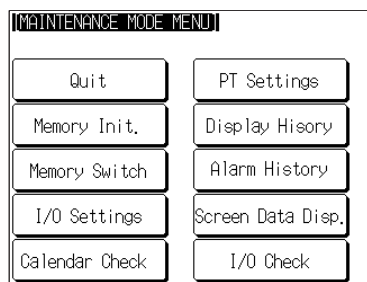 [MAINTENANCE MODE MENU]
Quit
PT Settings
Memory Init.
Display Hisory
Memory Switch
Alarm History
I/O Settings
Screen Data Disp.
Calendar Check
I/O Check